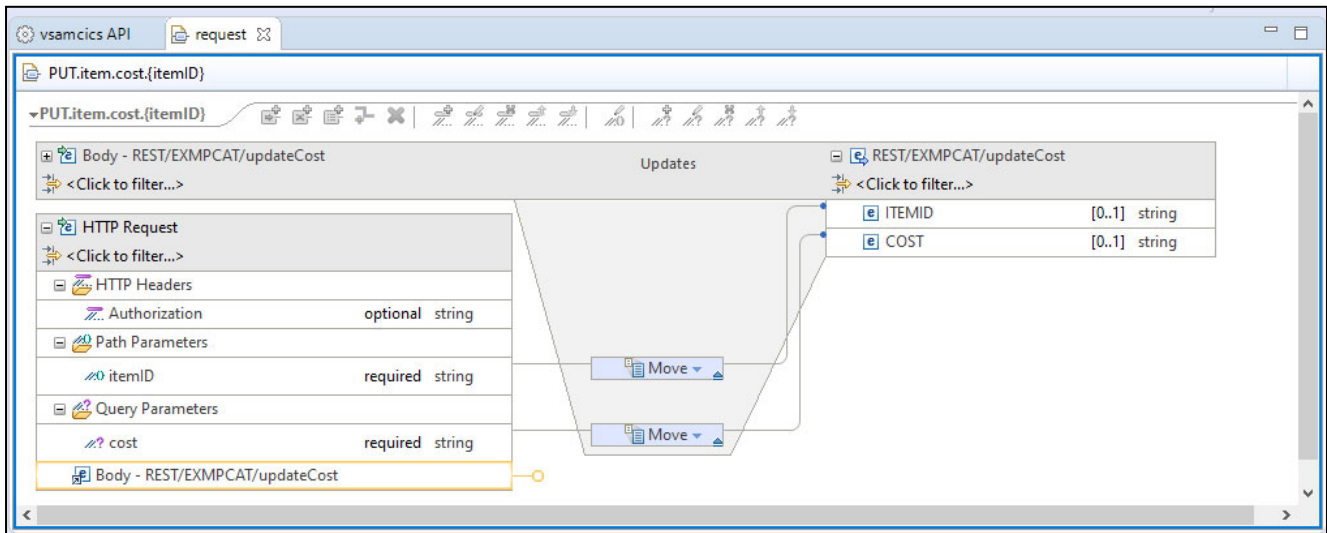 vsamcics API
request
PUT.item.cost.{itemID}
PUT.item.cost.{itemID}
Body - REST/EXMPCAT/updateCost
<Click to filter...>
Updates
REST/EXMPCAT/updateCost
<Click to filter...>
ITEMID [0..1] string
COST [0..1] string
HTTP Request
<Click to filter...>
HTTP Headers
Authorization optional string
Path Parameters
itemID required string
Move
Query Parameters
cost required string
Move
Body - REST/EXMPCAT/updateCost